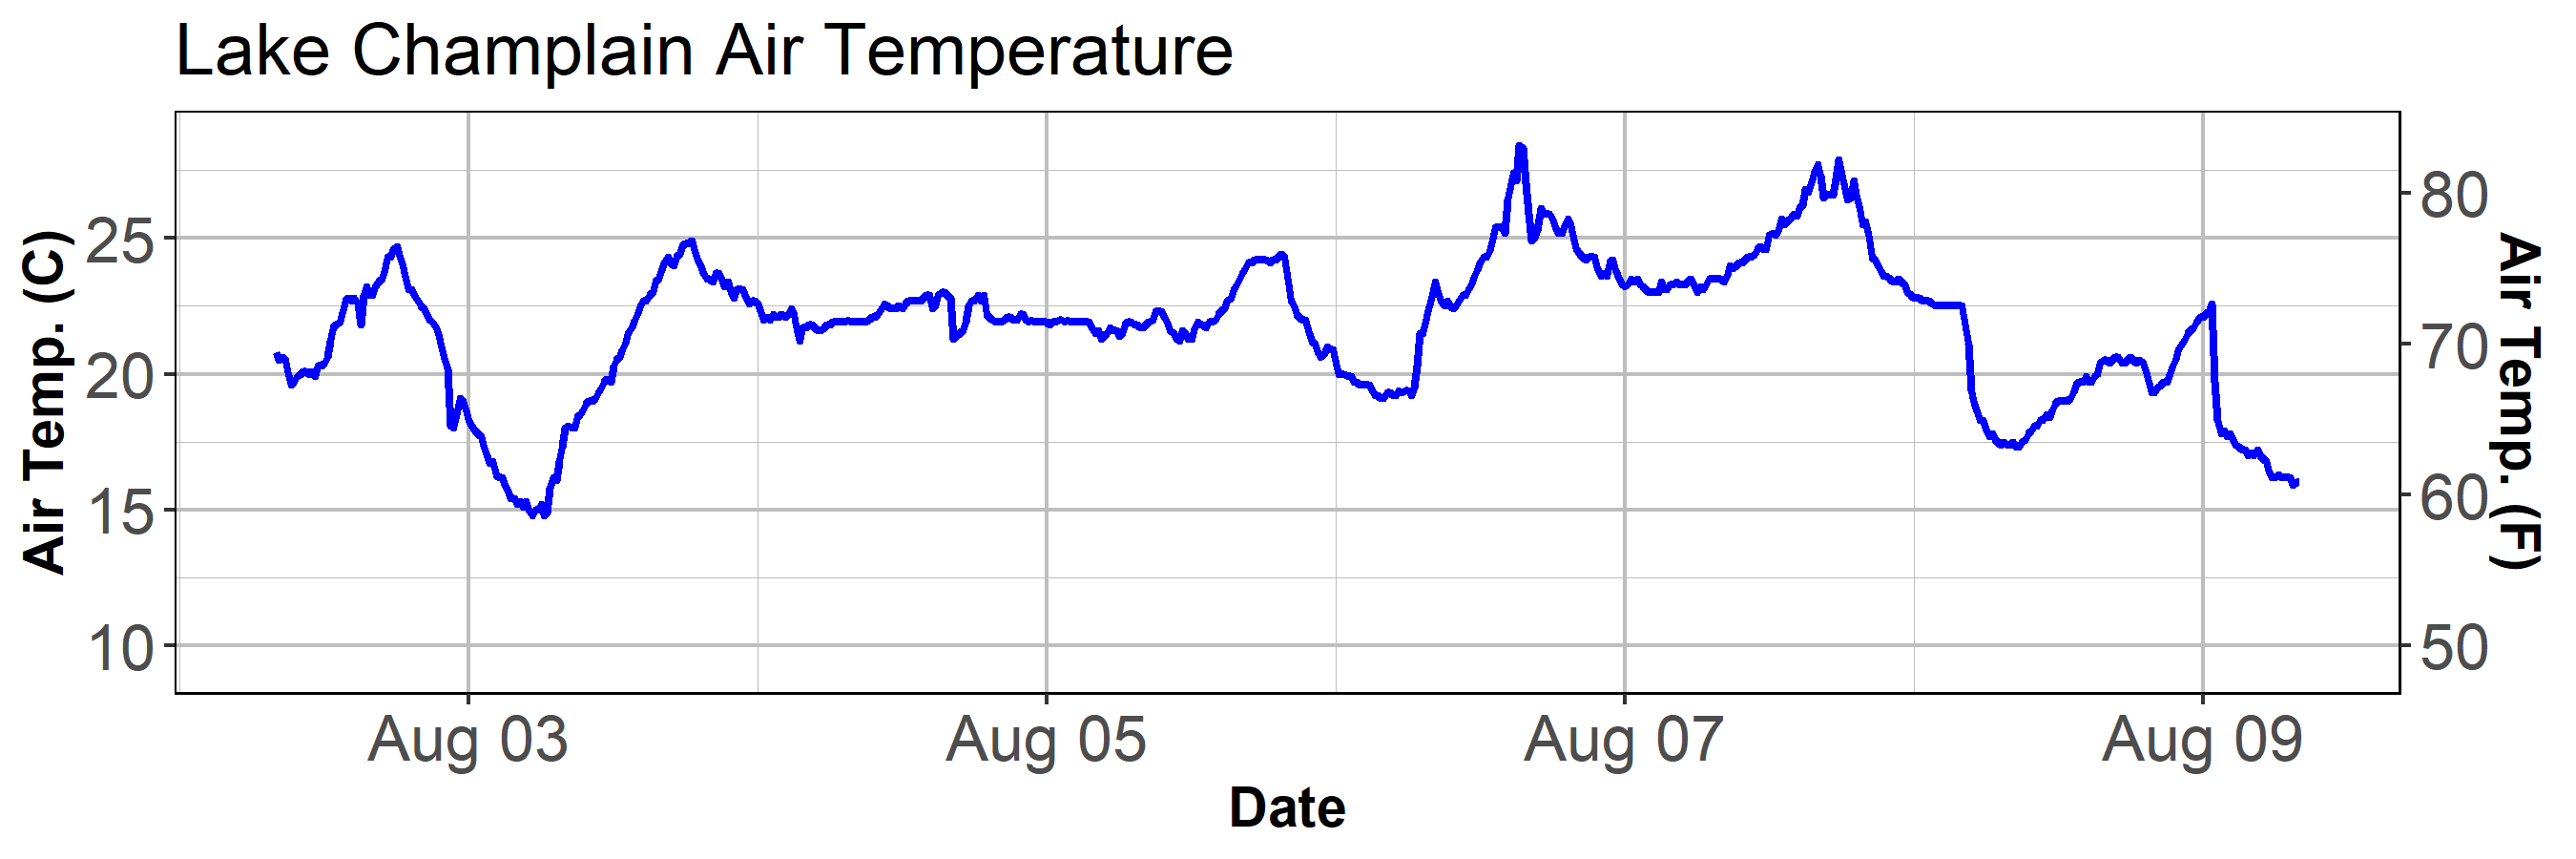 Lake Champlain Air Temperature
Air Temp. (C)
25
20
15
10
80
70
60
50
Air Temp. (F)
Aug 03
Aug 05
Aug 07
Aug 09
Date